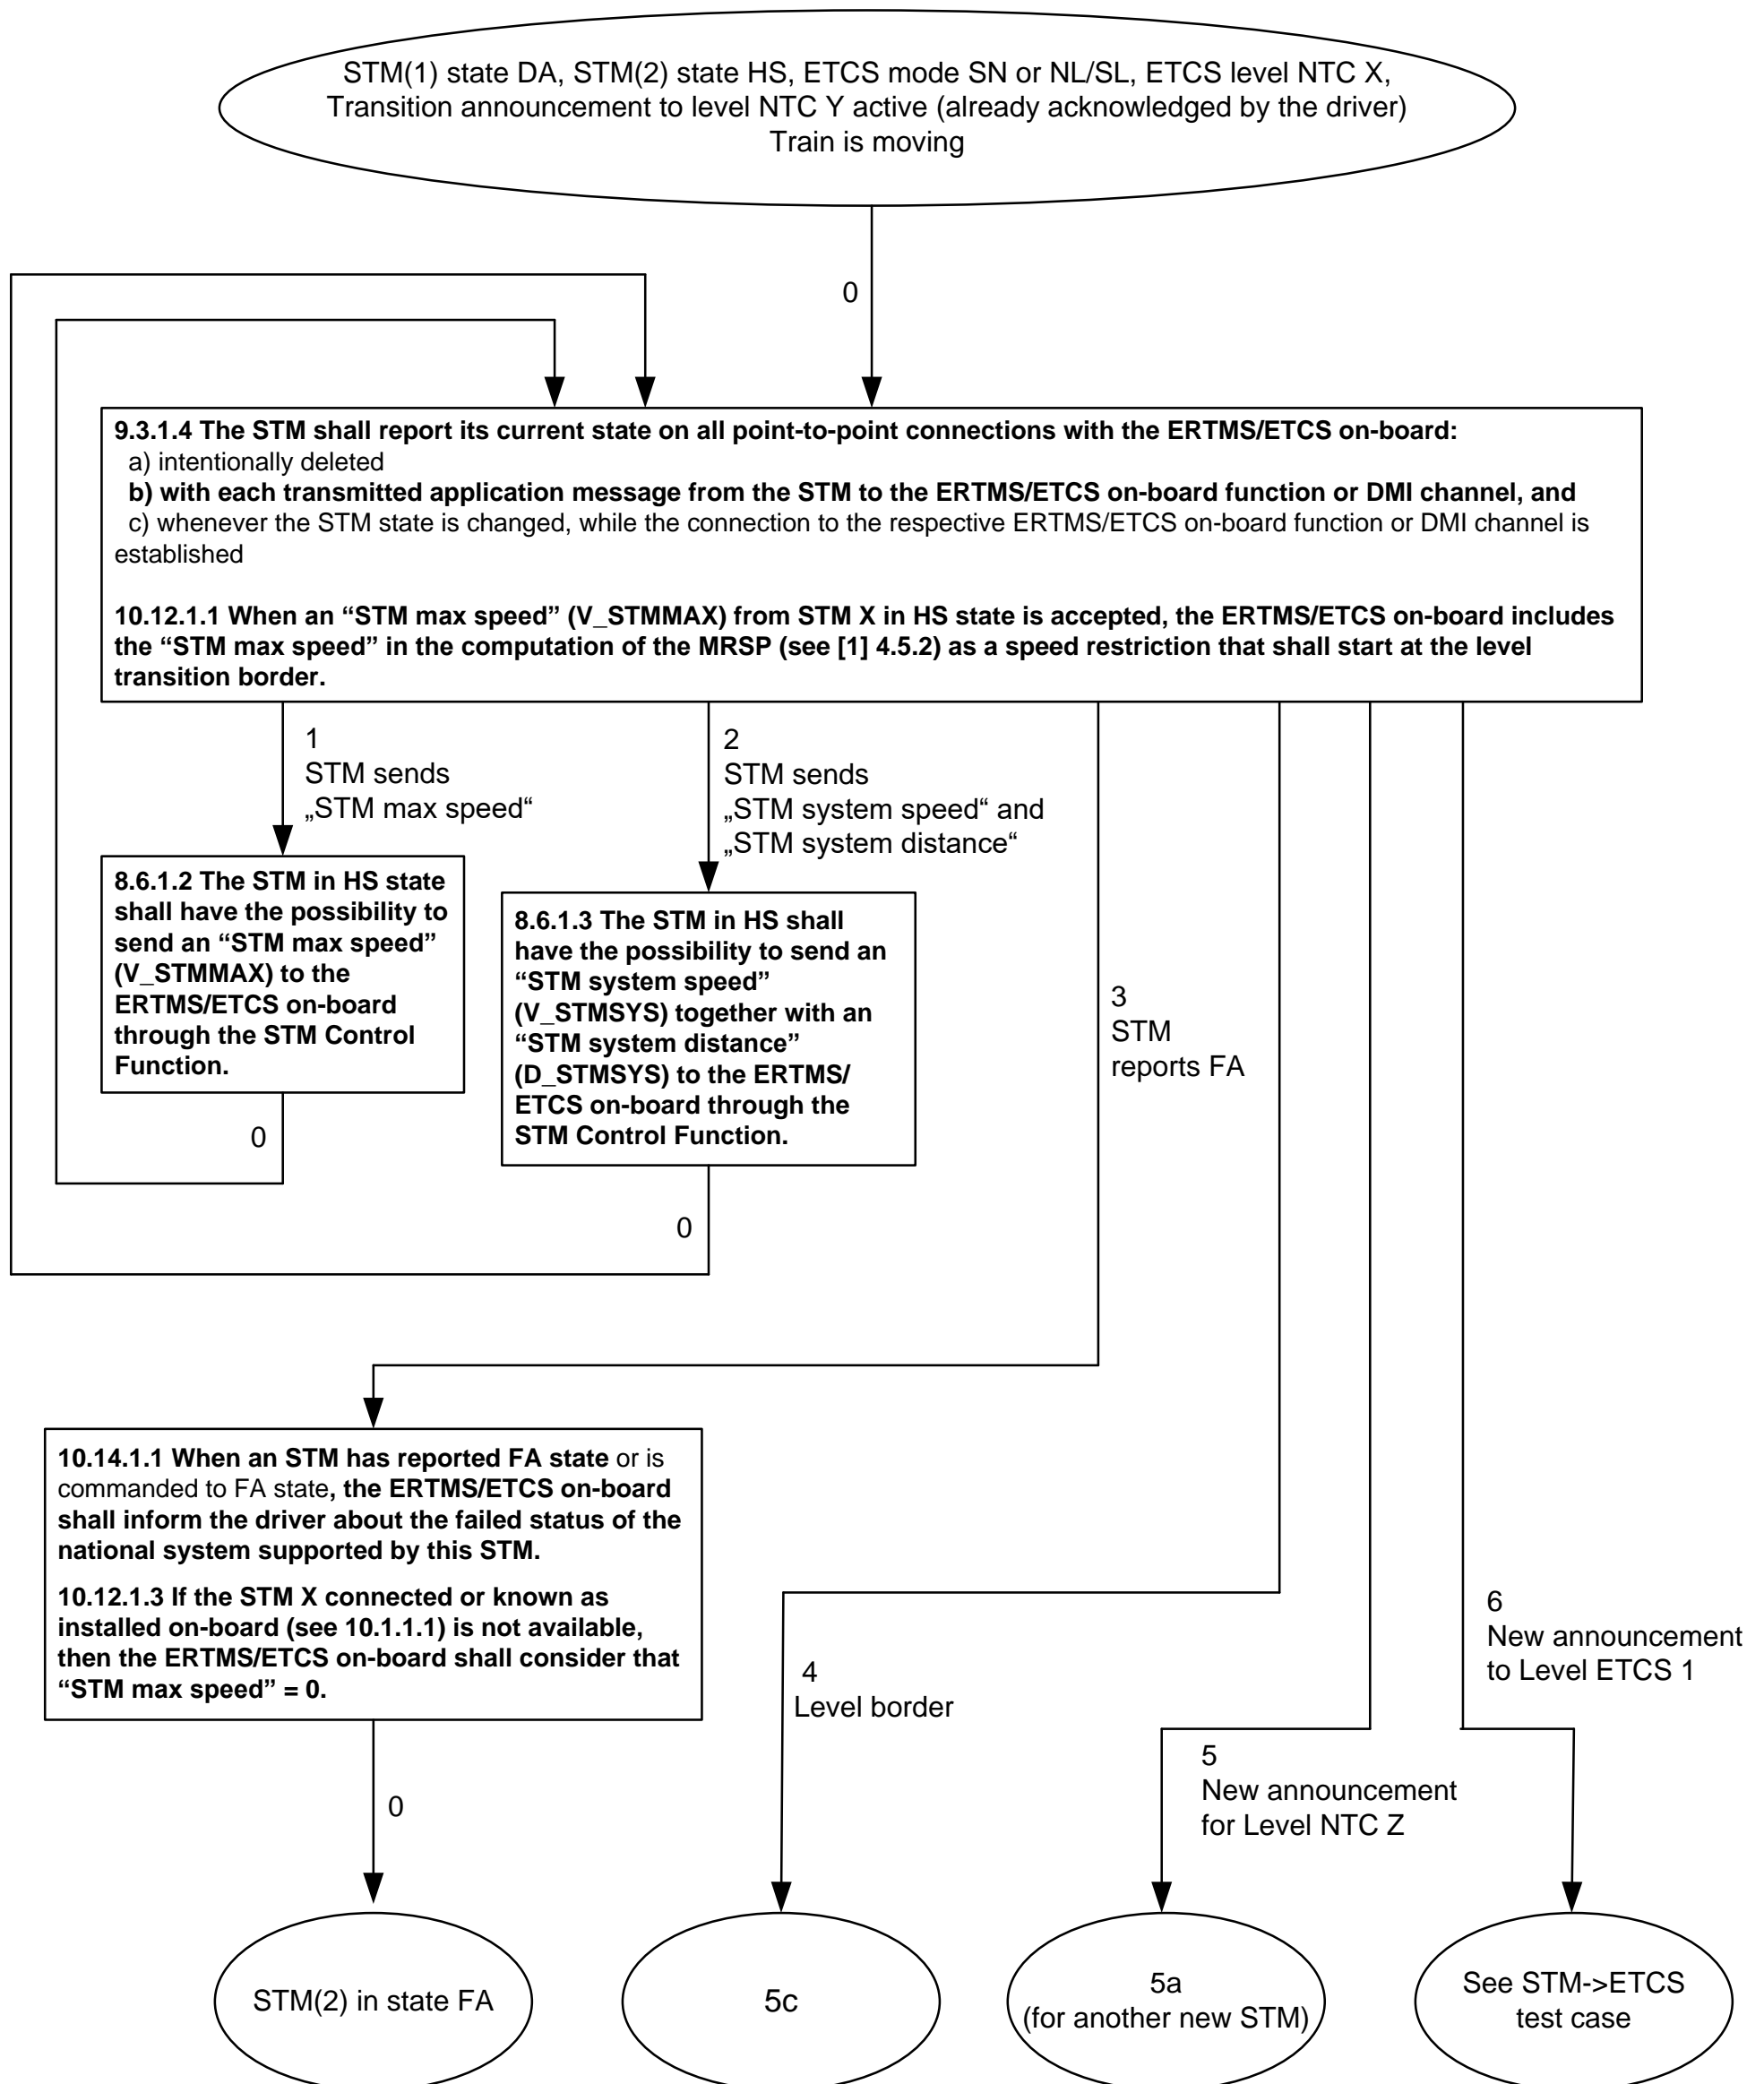 STM(1) state DA, STM(2) state HS, ETCS mode SN or NL/SL, ETCS level NTC X,
Transition announcement to level NTC Y active (already acknowledged by the driver)
Train is moving
0
9.3.1.4 The STM shall report its current state on all point-to-point connections with the ERTMS/ETCS on-board:
a) intentionally deleted
b) with each transmitted application message from the STM to the ERTMS/ETCS on-board function or DMI channel, and
c) whenever the STM state is changed, while the connection to the respective ERTMS/ETCS on-board function or DMI channel is
established
10.12.1.1 When an “STM max speed” (V_STMMAX) from STM X in HS state is accepted, the ERTMS/ETCS on-board includes
the “STM max speed” in the computation of the MRSP (see [1] 4.5.2) as a speed restriction that shall start at the level
transition border.
1
STM sends
„STM max speed“
2
STM sends
„STM system speed“ and
„STM system distance“
8.6.1.2 The STM in HS state
shall have the possibility to
send an “STM max speed”
(V_STMMAX) to the
ERTMS/ETCS on-board
through the STM Control
Function.
0
8.6.1.3 The STM in HS shall
have the possibility to send an
“STM system speed”
(V_STMSYS) together with an
“STM system distance”
(D_STMSYS) to the ERTMS/
ETCS on-board through the
STM Control Function.
0
3
STM
reports FA
10.14.1.1 When an STM has reported FA state or is
commanded to FA state, the ERTMS/ETCS on-board
shall inform the driver about the failed status of the
national system supported by this STM.
10.12.1.3 If the STM X connected or known as
installed on-board (see 10.1.1.1) is not available,
then the ERTMS/ETCS on-board shall consider that
“STM max speed” = 0.
4
Level border
6
New announcement
to Level ETCS 1
5
New announcement
for Level NTC Z
0
STM(2) in state FA
5c
5a
(for another new STM)
See STM->ETCS
test case